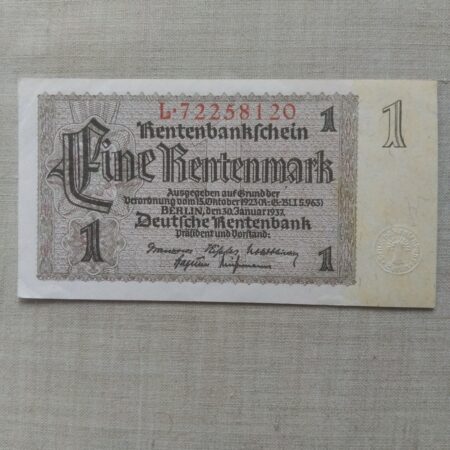 L·72258120
Rentenbankschein
1
1
Eine Rentenmark
Ausgegeben auf Grund der
Verordnung vom 15. Oktober 1923 (R.-G.-Bl. I S. 963)
BERLIN, den 30. Januar 1937
Deutsche Rentenbank
Präsident und Vorstand:
1
1